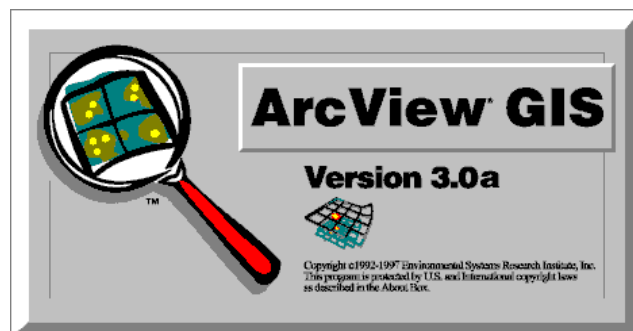 ArcView® GIS
Version 3.0a
TM
Copyright ©1992-1997 Environmental Systems Research Institute, Inc.
This program is protected by U.S. and International copyright laws
as described in the About Box.